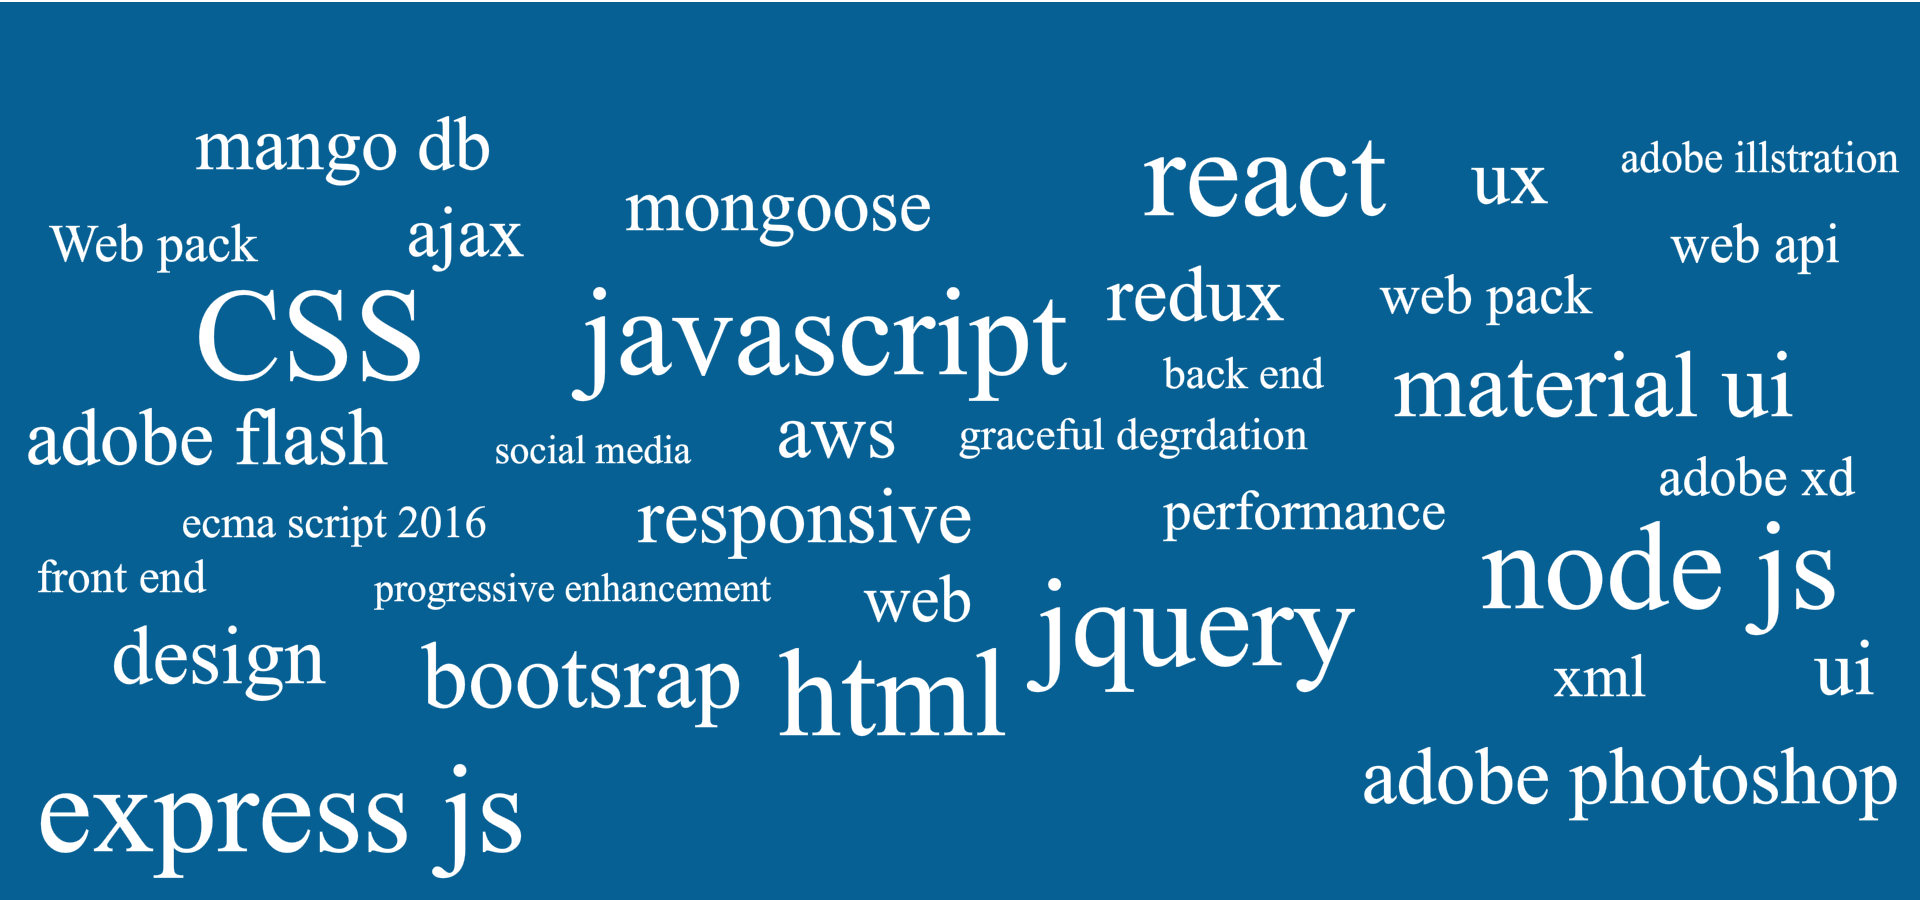 mango db
react
ux
adobe illstration
mongoose
Web pack
ajax
web api
redux
web pack
CSS
javascript
back end
material ui
adobe flash
social media
aws
graceful degrdation
adobe xd
ecma script 2016
responsive
performance
node js
front end
progressive enhancement
web
jquery
design
bootsrap
html
xml
ui
adobe photoshop
express js